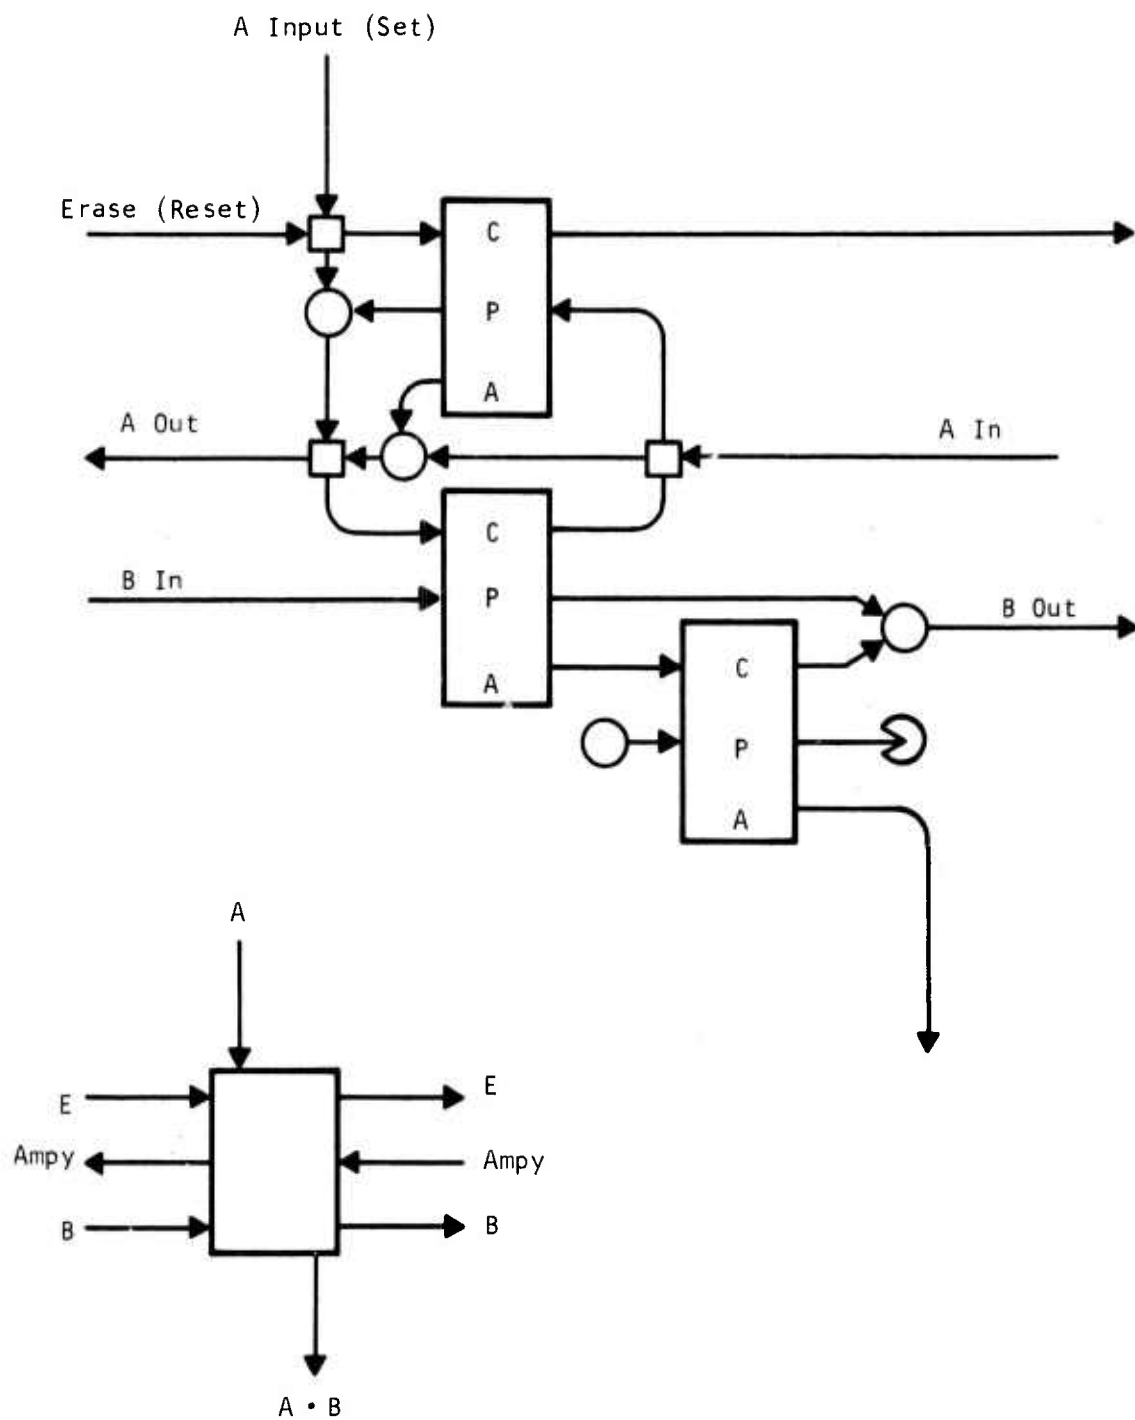 A Input (Set)
Erase (Reset)
C
P
A
A Out
A In
C
B In
P
B Out
A
C
P
A
A
E
E
Ampy
Ampy
B
B
A • B